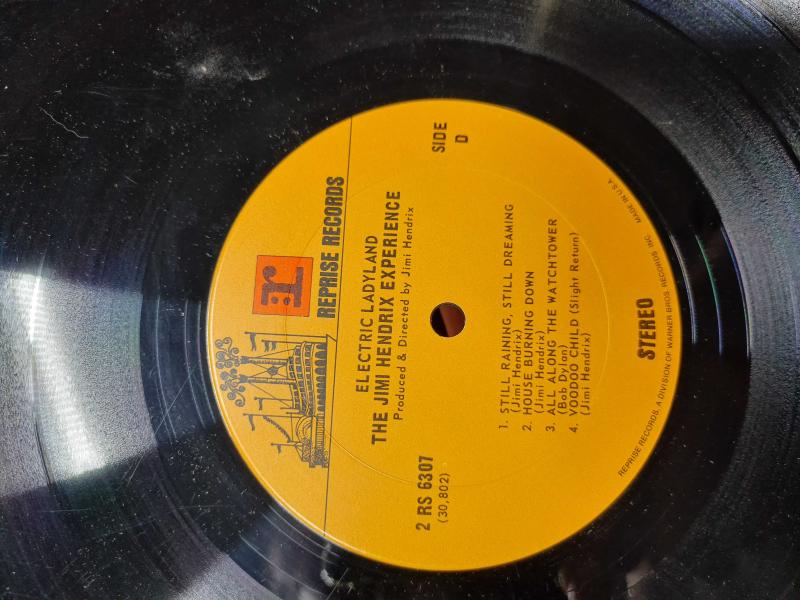 r:
REPRISE RECORDS
ELECTRIC LADYLAND
THE JIMI HENDRIX EXPERIENCE
Produced & Directed by Jimi Hendrix
2 RS 6307
(30,802)
SIDE
D
1. STILL RAINING, STILL DREAMING
(Jimi Hendrix)
2. HOUSE BURNING DOWN
(Jimi Hendrix)
3. ALL ALONG THE WATCHTOWER
(Bob Dylan)
4. VOODOO CHILD (Slight Return)
(Jimi Hendrix)
STEREO
REPRISE RECORDS, A DIVISION OF WARNER BROS. RECORDS INC. MADE IN U.S.A.